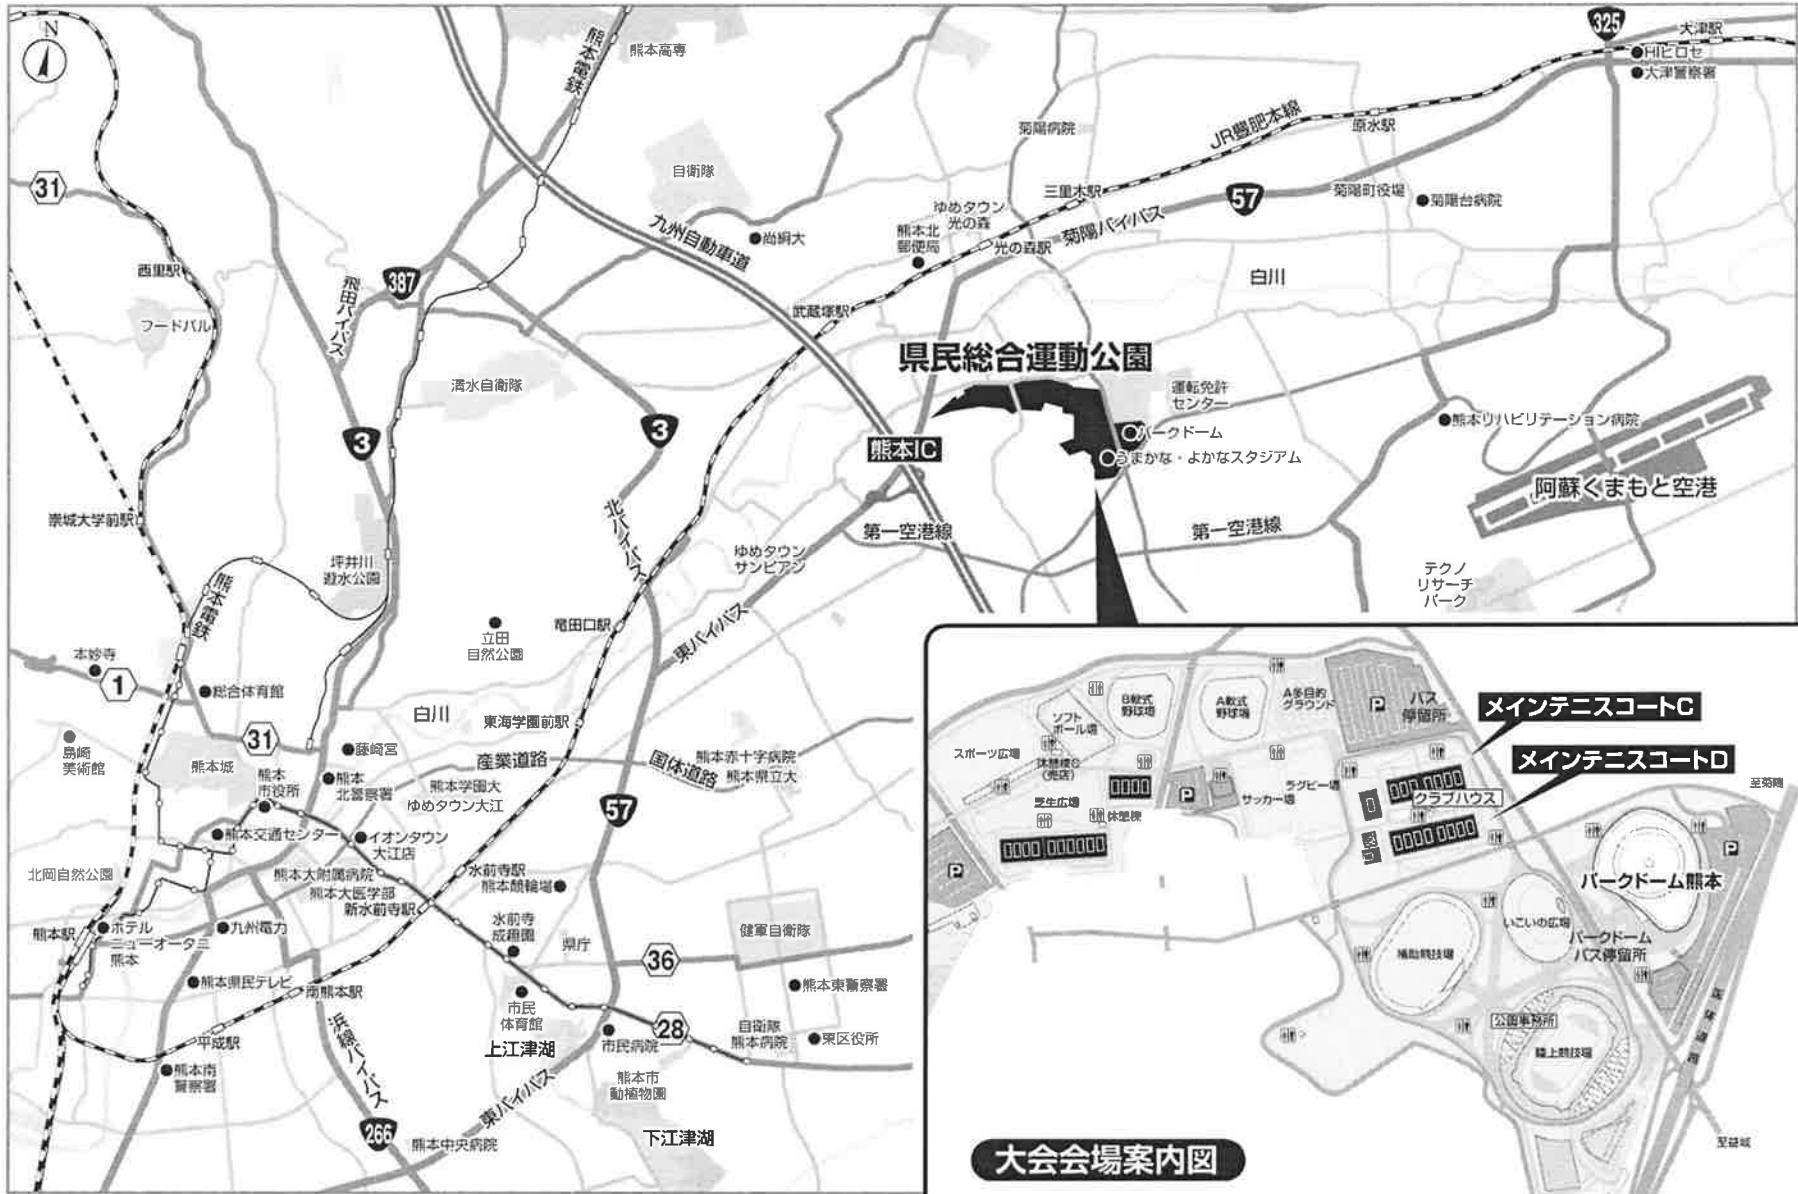 N
325
大津駅
HIヒロセ
大津警察署
熊本電鉄
熊本高専
菊陽病院
JR豊肥本線
原水駅
自衛隊
31
三里木駅
57
菊陽町役場
菊陽台病院
ゆめタウン
光の森
熊本北
郵便局
光の森駅
菊陽バイパス
尚絅大
九州自動車道
西里駅
387
飛田バイパス
白川
フードパル
武蔵塚駅
県民総合運動公園
清水自衛隊
運転免許
センター
3
3
熊本IC
パークドーム
うまかな・よかなスタジアム
熊本リハビリテーション病院
阿蘇くまもと空港
崇城大学前駅
北バイパス
第一空港線
第一空港線
ゆめタウン
サンピアン
坪井川
遊水公園
熊本電鉄
テクノ
リサーチ
パーク
立田
自然公園
竜田口駅
東バイパス
本妙寺
1
総合体育館
白川
東海学園前駅
31
藤崎宮
島崎
美術館
熊本城
産業道路
国体道路
熊本赤十字病院
熊本県立大
熊本
市役所
熊本
北警察署
熊本学園大
ゆめタウン大江
57
熊本交通センター
イオンタウン
大江店
北岡自然公園
熊本大附属病院
熊本大医学部
新水前寺駅
水前寺駅
熊本競輪場
熊本駅
ホテル
ニューオータニ
熊本
九州電力
水前寺
成趣園
県庁
健軍自衛隊
36
熊本県民テレビ
南熊本駅
熊本東警察署
市民
体育館
28
平成駅
浜線バイパス
上江津湖
市民病院
自衛隊
熊本病院
東区役所
熊本南
警察署
熊本市
動植物園
東バイパス
266
熊本中央病院
下江津湖
B軟式
野球場
A軟式
野球場
A多目的
グラウンド
P
バス
停留所
メインテニスコートC
ソフト
ボール場
スポーツ広場
休憩棟C
(売店)
メインテニスコートD
ラグビー場
サッカー場
P
クラブハウス
至菊陽
芝生広場
休憩棟
P
P
パークドーム熊本
いこいの広場
補助競技場
パークドーム
バス停留所
公園事務所
陸上競技場
国体道路
至益城
大会会場案内図